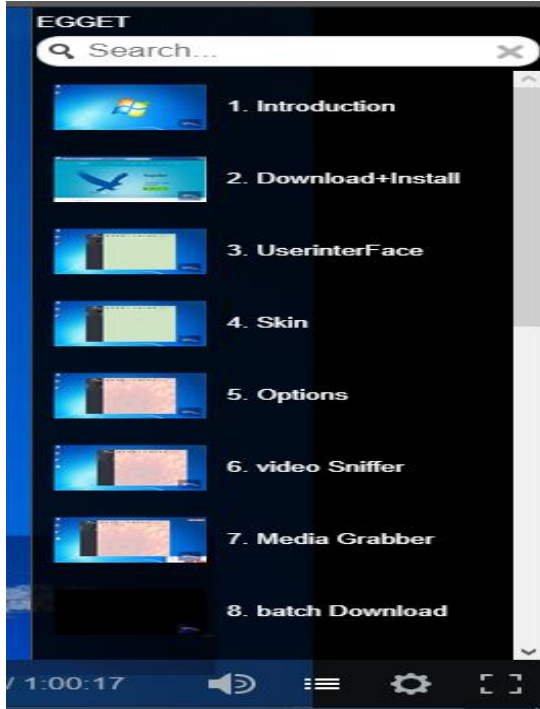 EGGET
Search...
1. Introduction
2. Download+Install
3. UserinterFace
4. Skin
5. Options
6. video Sniffer
7. Media Grabber
8. batch Download
/ 1:00:17